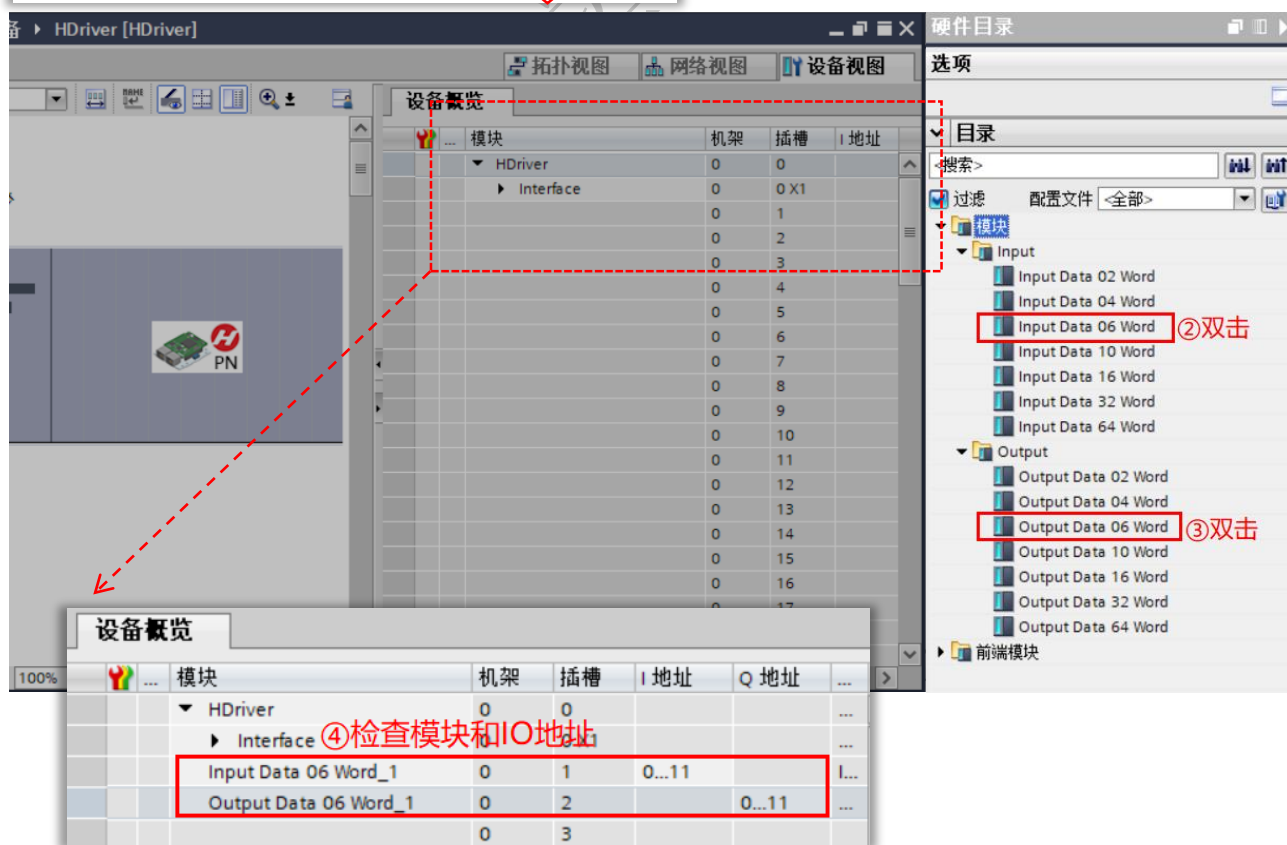 备 ▸ HDriver [HDriver]
硬件目录
拓扑视图 网络视图 设备视图
选项
设备概览
... 模块 机架 插槽 I 地址
▼ HDriver 0 0
▸ Interface 0 0 X1
0 1
0 2
0 3
0 4
0 5
0 6
0 7
0 8
0 9
0 10
0 11
0 12
0 13
0 14
0 15
0 16
0 17
PN
目录
<搜索>
过滤 配置文件 <全部>
模块
Input
Input Data 02 Word
Input Data 04 Word
Input Data 06 Word ②双击
Input Data 10 Word
Input Data 16 Word
Input Data 32 Word
Input Data 64 Word
Output
Output Data 02 Word
Output Data 04 Word
Output Data 06 Word ③双击
Output Data 10 Word
Output Data 16 Word
Output Data 32 Word
Output Data 64 Word
前端模块
100%
设备概览
... 模块 机架 插槽 I 地址 Q 地址 ...
▼ HDriver 0 0 ...
▸ Interface 0 0 X1 ...
④检查模块和IO地址
Input Data 06 Word_1 0 1 0...11 I...
Output Data 06 Word_1 0 2 0...11 ...
0 3